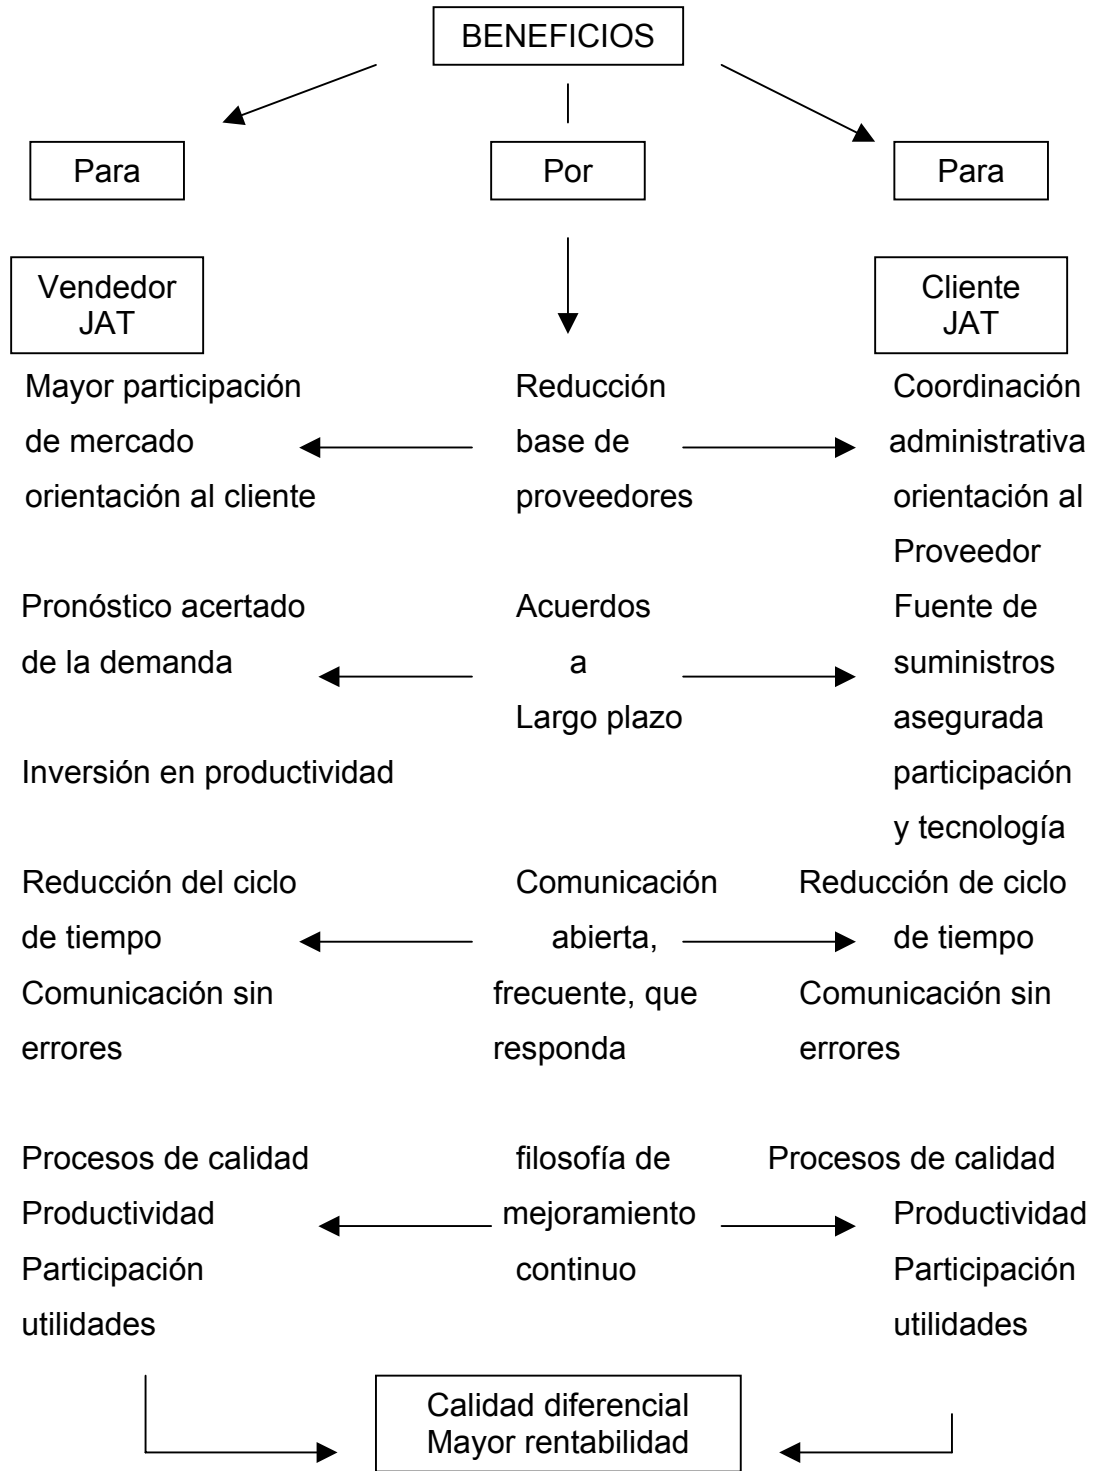 BENEFICIOS
Para
Por
Para
Vendedor
JAT
Cliente
JAT
Mayor participación
de mercado
orientación al cliente
Reducción
base de
proveedores
Coordinación
administrativa
orientación al
Proveedor
Pronóstico acertado
de la demanda
Inversión en productividad
Acuerdos
a
Largo plazo
Fuente de
suministros
asegurada
participación
y tecnología
Reducción del ciclo
de tiempo
Comunicación sin
errores
Comunicación
abierta,
frecuente, que
responda
Reducción de ciclo
de tiempo
Comunicación sin
errores
Procesos de calidad
Productividad
Participación
utilidades
filosofía de
mejoramiento
continuo
Procesos de calidad
Productividad
Participación
utilidades
Calidad diferencial
Mayor rentabilidad